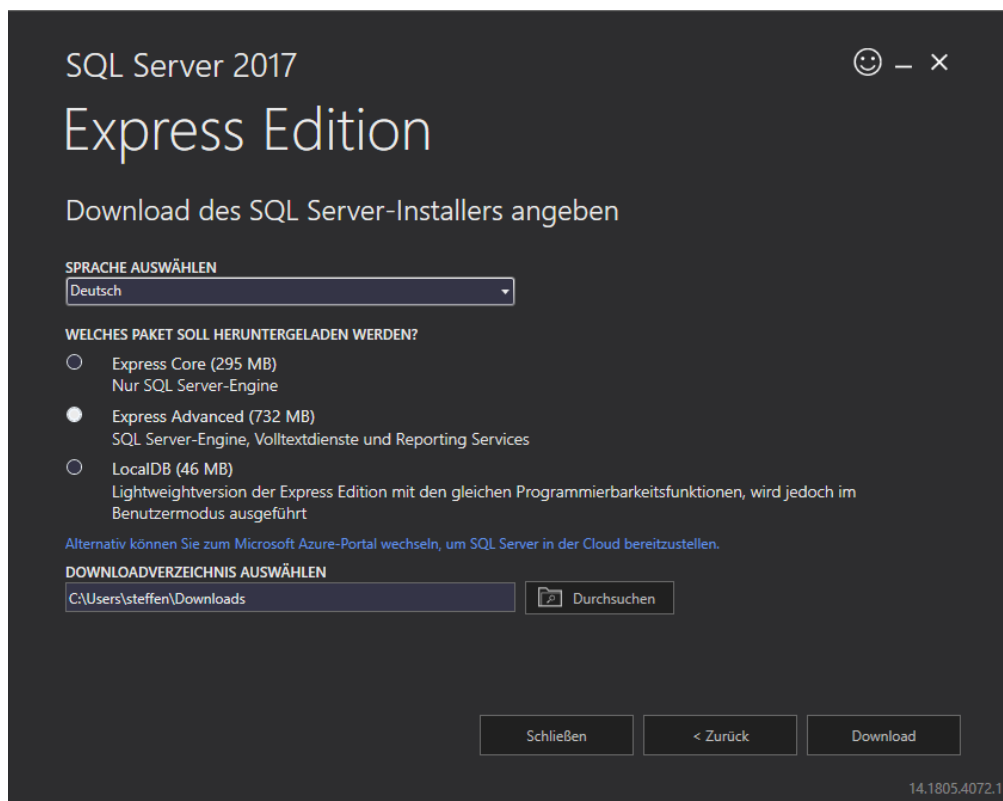 SQL Server 2017
Express Edition
Download des SQL Server-Installers angeben
SPRACHE AUSWÄHLEN
Deutsch
WELCHES PAKET SOLL HERUNTERGELADEN WERDEN?
Express Core (295 MB)
Nur SQL Server-Engine
Express Advanced (732 MB)
SQL Server-Engine, Volltextdienste und Reporting Services
LocalDB (46 MB)
Lightweightversion der Express Edition mit den gleichen Programmierbarkeitsfunktionen, wird jedoch im
Benutzermodus ausgeführt
Alternativ können Sie zum Microsoft Azure-Portal wechseln, um SQL Server in der Cloud bereitzustellen.
DOWNLOADVERZEICHNIS AUSWÄHLEN
C:\Users\steffen\Downloads
Durchsuchen
Schließen
< Zurück
Download
14.1805.4072.1